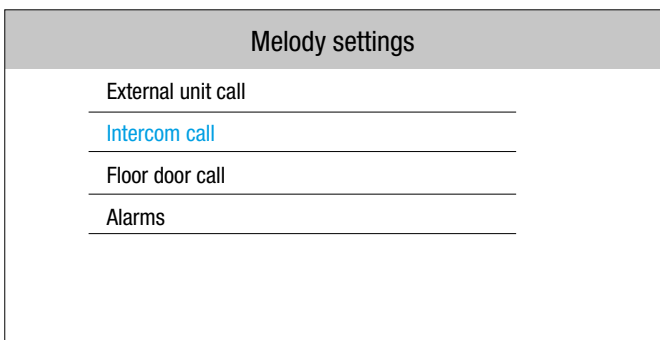 Melody settings
External unit call
Intercom call
Floor door call
Alarms